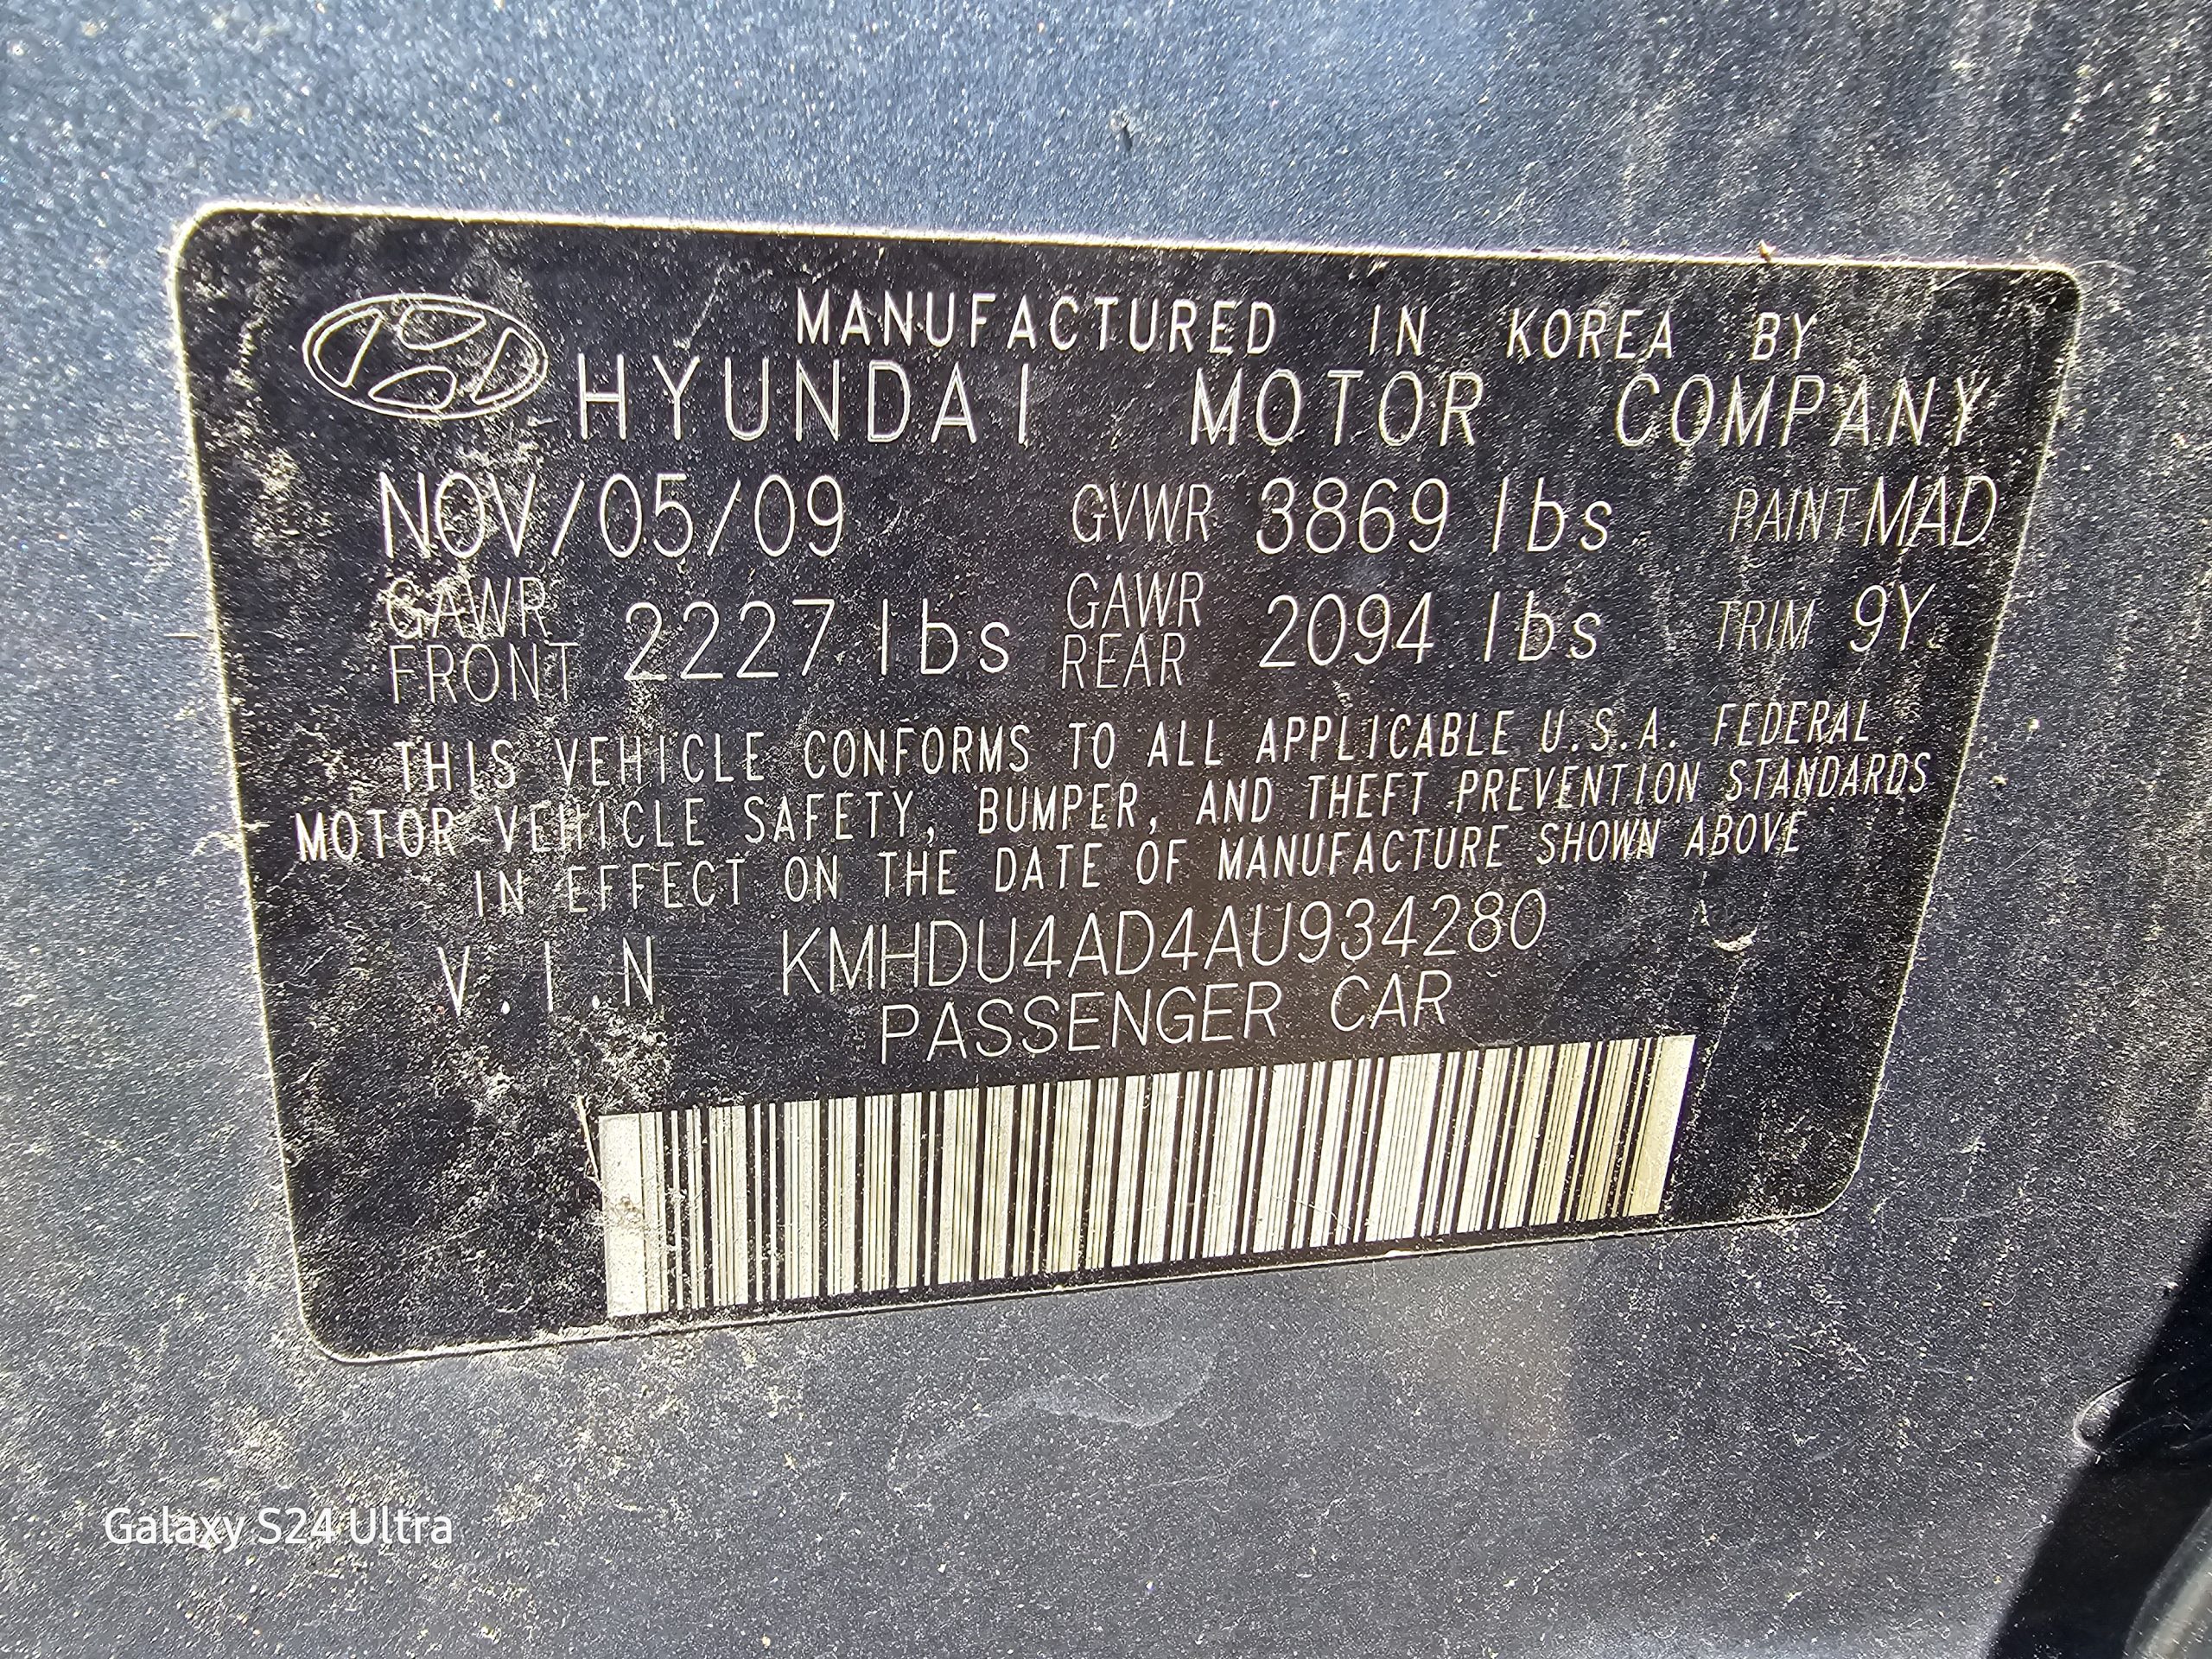 MANUFACTURED IN KOREA BY
HYUNDAI MOTOR COMPANY
NOV/05/09 GVWR 3869 lbs PAINT MAD
GAWR FRONT 2227 lbs GAWR REAR 2094 lbs TRIM 9Y
THIS VEHICLE CONFORMS TO ALL APPLICABLE U.S.A. FEDERAL
MOTOR VEHICLE SAFETY, BUMPER, AND THEFT PREVENTION STANDARDS
IN EFFECT ON THE DATE OF MANUFACTURE SHOWN ABOVE
V.I.N KMHDU4AD4AU934280
PASSENGER CAR
Galaxy S24 Ultra